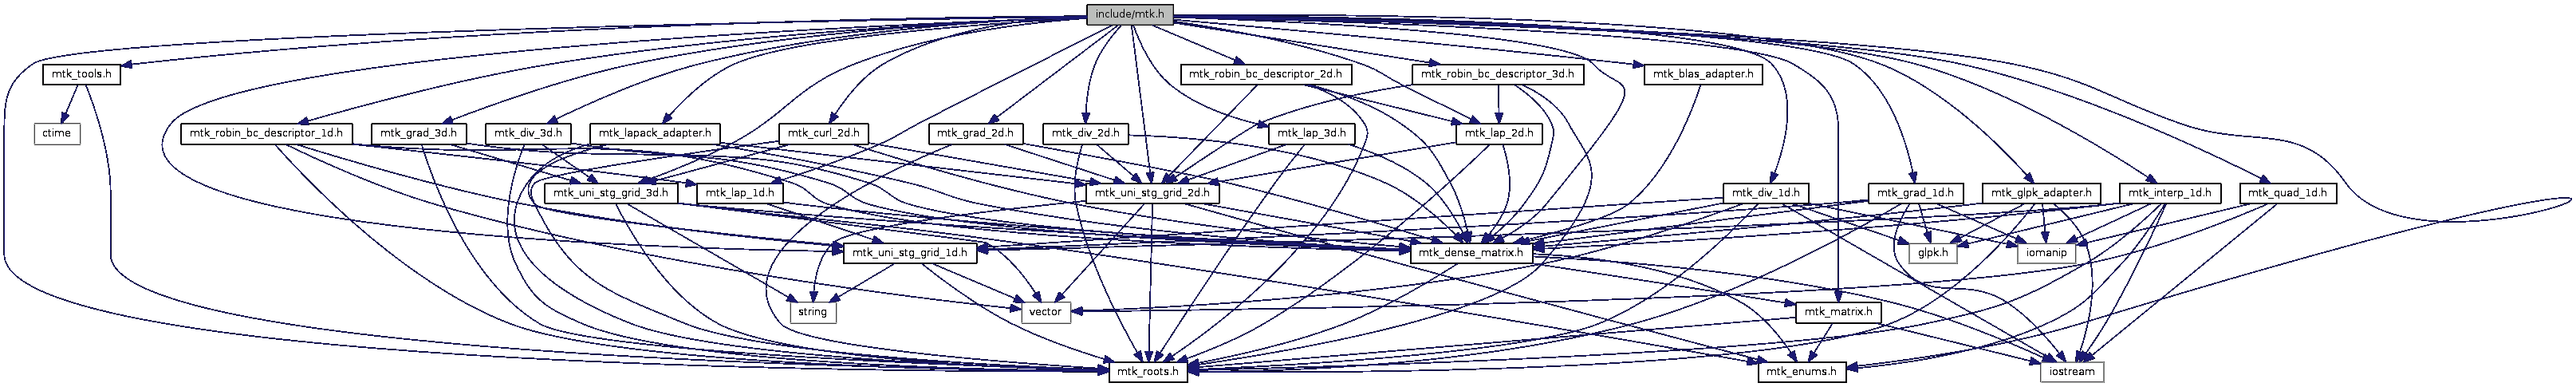 include/mtk.h
mtk_tools.h
mtk_robin_bc_descriptor_2d.h
mtk_robin_bc_descriptor_3d.h
mtk_blas_adapter.h
ctime
mtk_robin_bc_descriptor_1d.h
mtk_grad_3d.h
mtk_div_3d.h
mtk_lapack_adapter.h
mtk_curl_2d.h
mtk_grad_2d.h
mtk_div_2d.h
mtk_lap_3d.h
mtk_lap_2d.h
mtk_uni_stg_grid_3d.h
mtk_lap_1d.h
mtk_uni_stg_grid_2d.h
mtk_div_1d.h
mtk_grad_1d.h
mtk_glpk_adapter.h
mtk_interp_1d.h
mtk_quad_1d.h
mtk_uni_stg_grid_1d.h
mtk_dense_matrix.h
glpk.h
iomanip
string
vector
mtk_matrix.h
mtk_roots.h
mtk_enums.h
iostream